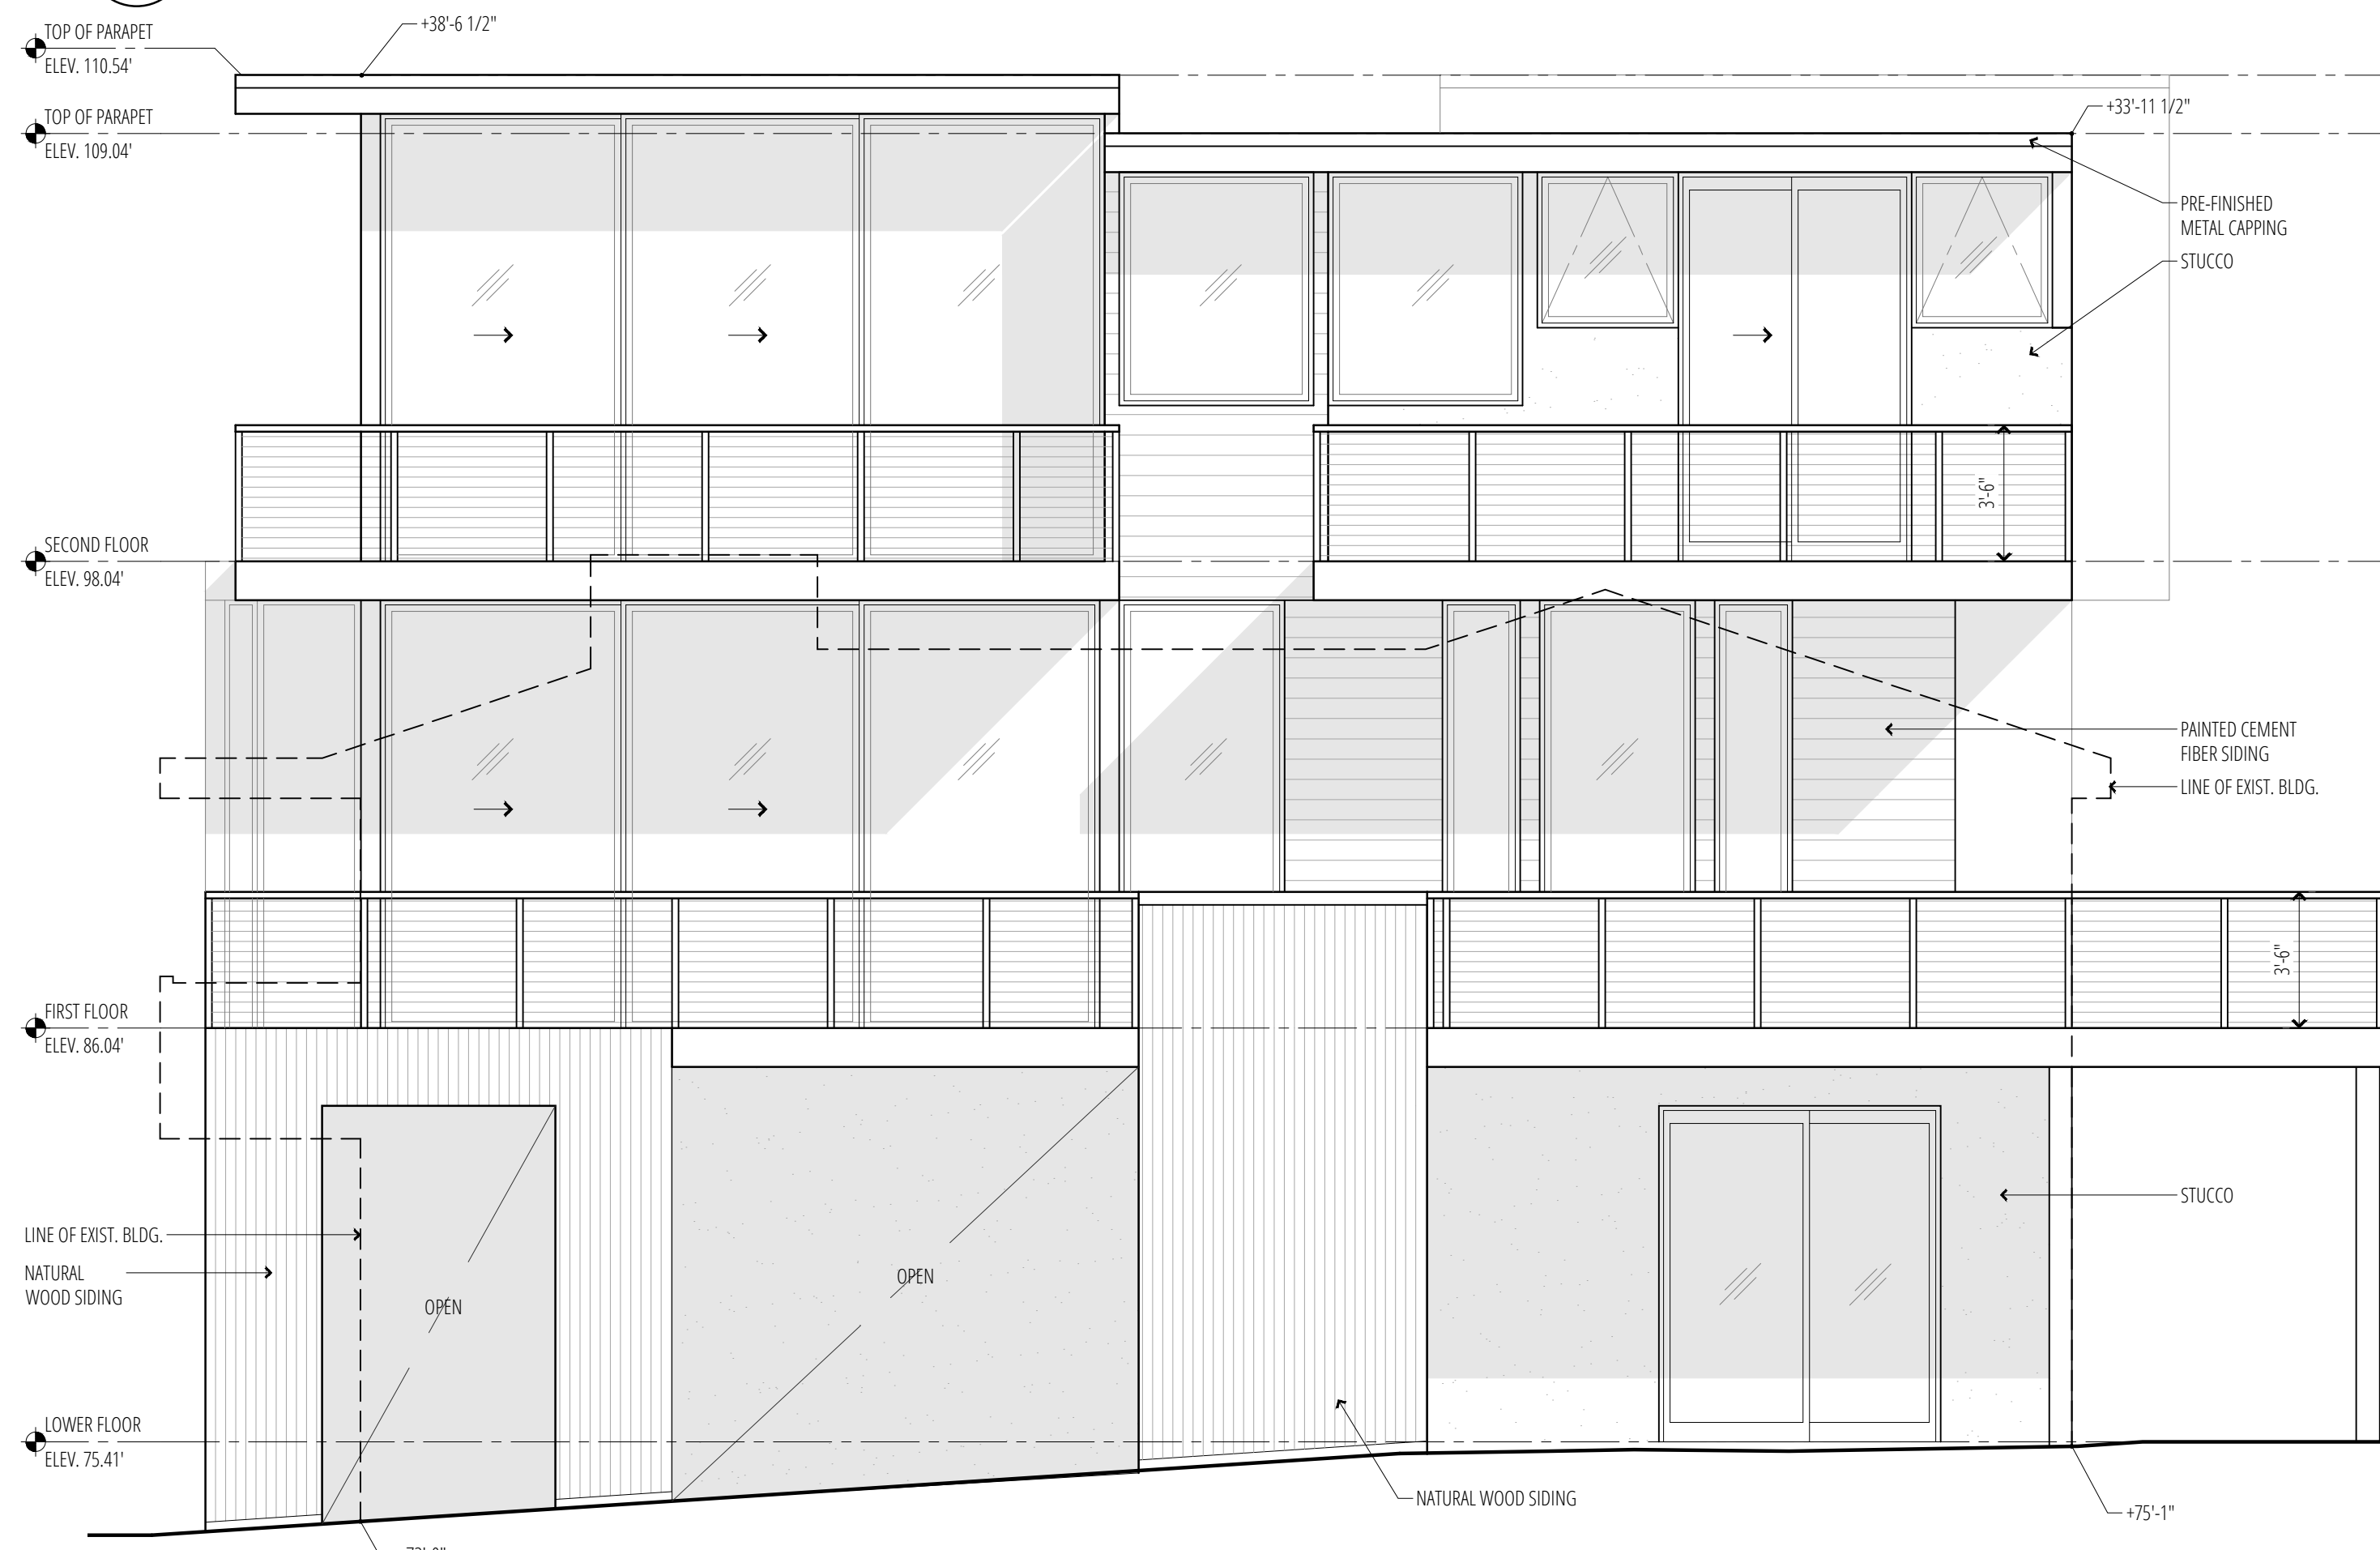 +38'-6 1/2"
TOP OF PARAPET
ELEV. 110.54'
TOP OF PARAPET
ELEV. 109.04'
+33'-11 1/2"
PRE-FINISHED
METAL CAPPING
STUCCO
3'-6"
SECOND FLOOR
ELEV. 98.04'
PAINTED CEMENT
FIBER SIDING
LINE OF EXIST. BLDG.
3'-6"
FIRST FLOOR
ELEV. 86.04'
STUCCO
LINE OF EXIST. BLDG.
NATURAL
WOOD SIDING
OPEN
OPEN
LOWER FLOOR
ELEV. 75.41'
NATURAL WOOD SIDING
+75'-1"